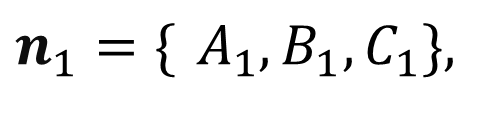 𝒏₁ = { A₁, B₁, C₁},